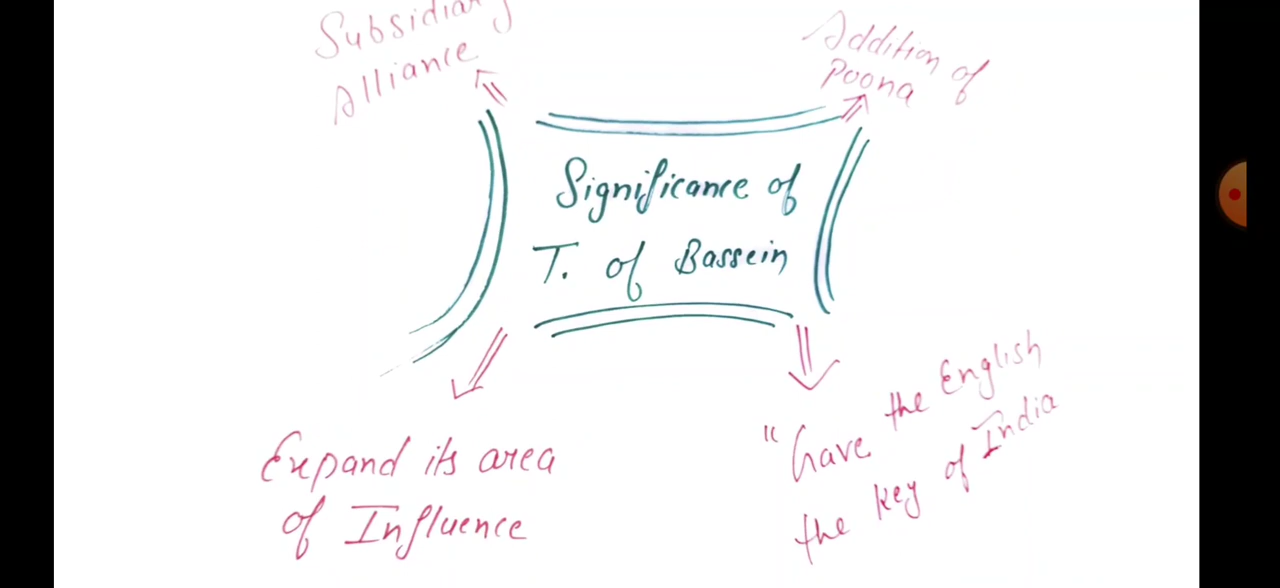 Subsidiary
Alliance
Addition of
Poona
Significance of
T. of Bassein
Expand its area
of Influence
"Gave the English
the key of India